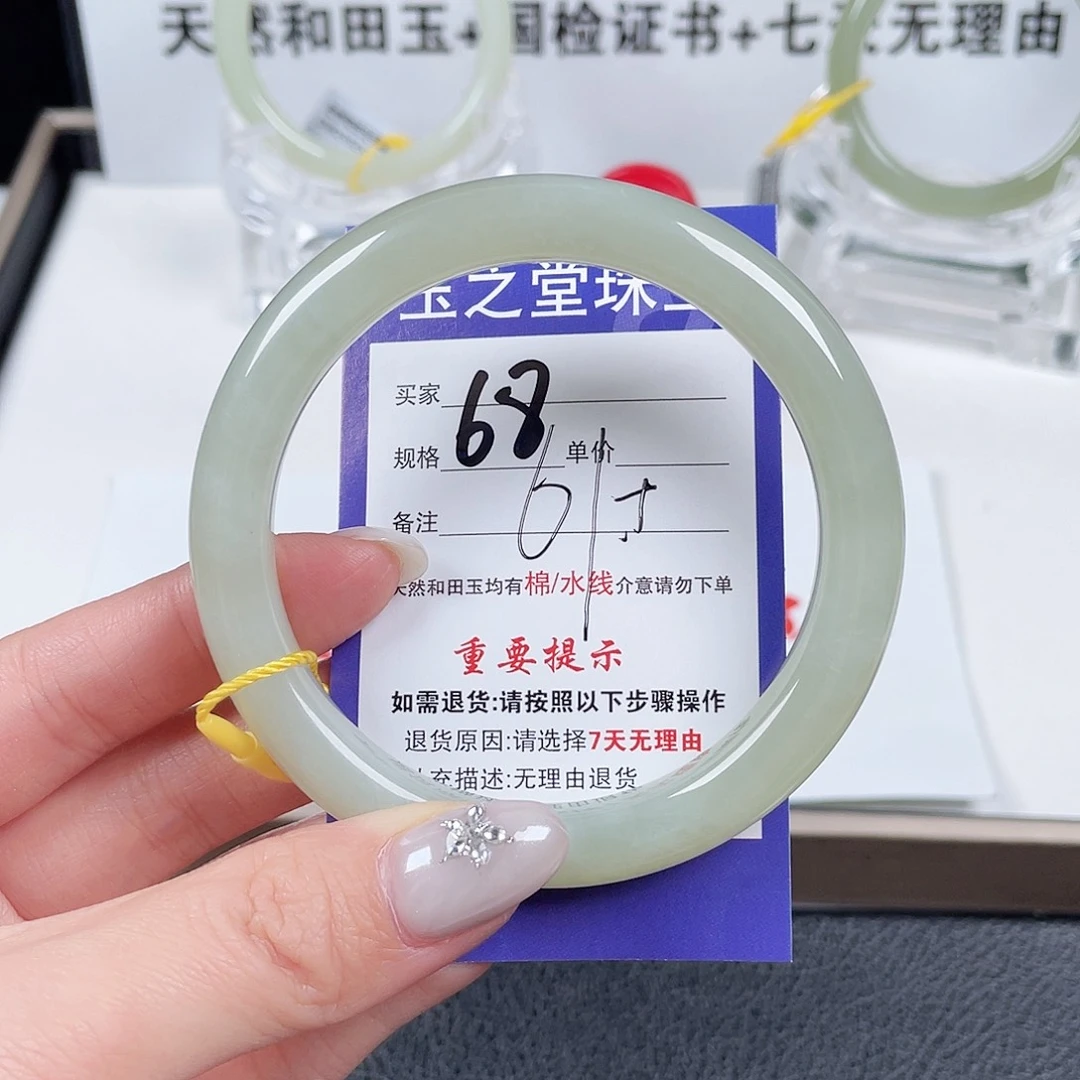 天然和田玉+国检证书+七天无理由
玉之堂珠
买家 68
规格 单价
备注
天然和田玉均有棉/水线介意请勿下单
重要提示
如需退货:请按照以下步骤操作
退货原因:请选择7天无理由
补充描述:无理由退货